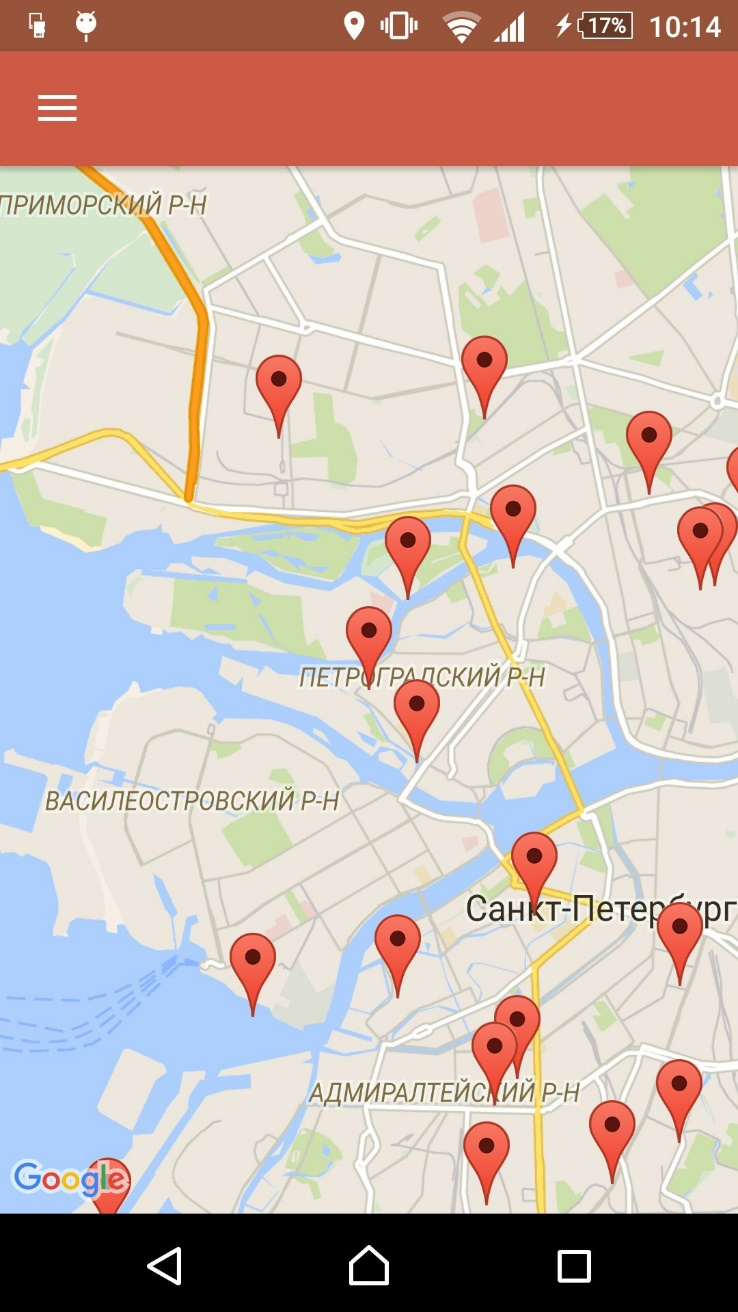 17% 10:14
ПРИМОРСКИЙ Р-Н
ПЕТРОГРАДСКИЙ Р-Н
ВАСИЛЕОСТРОВСКИЙ Р-Н
Санкт-Петербург
АДМИРАЛТЕЙСКИЙ Р-Н
Google